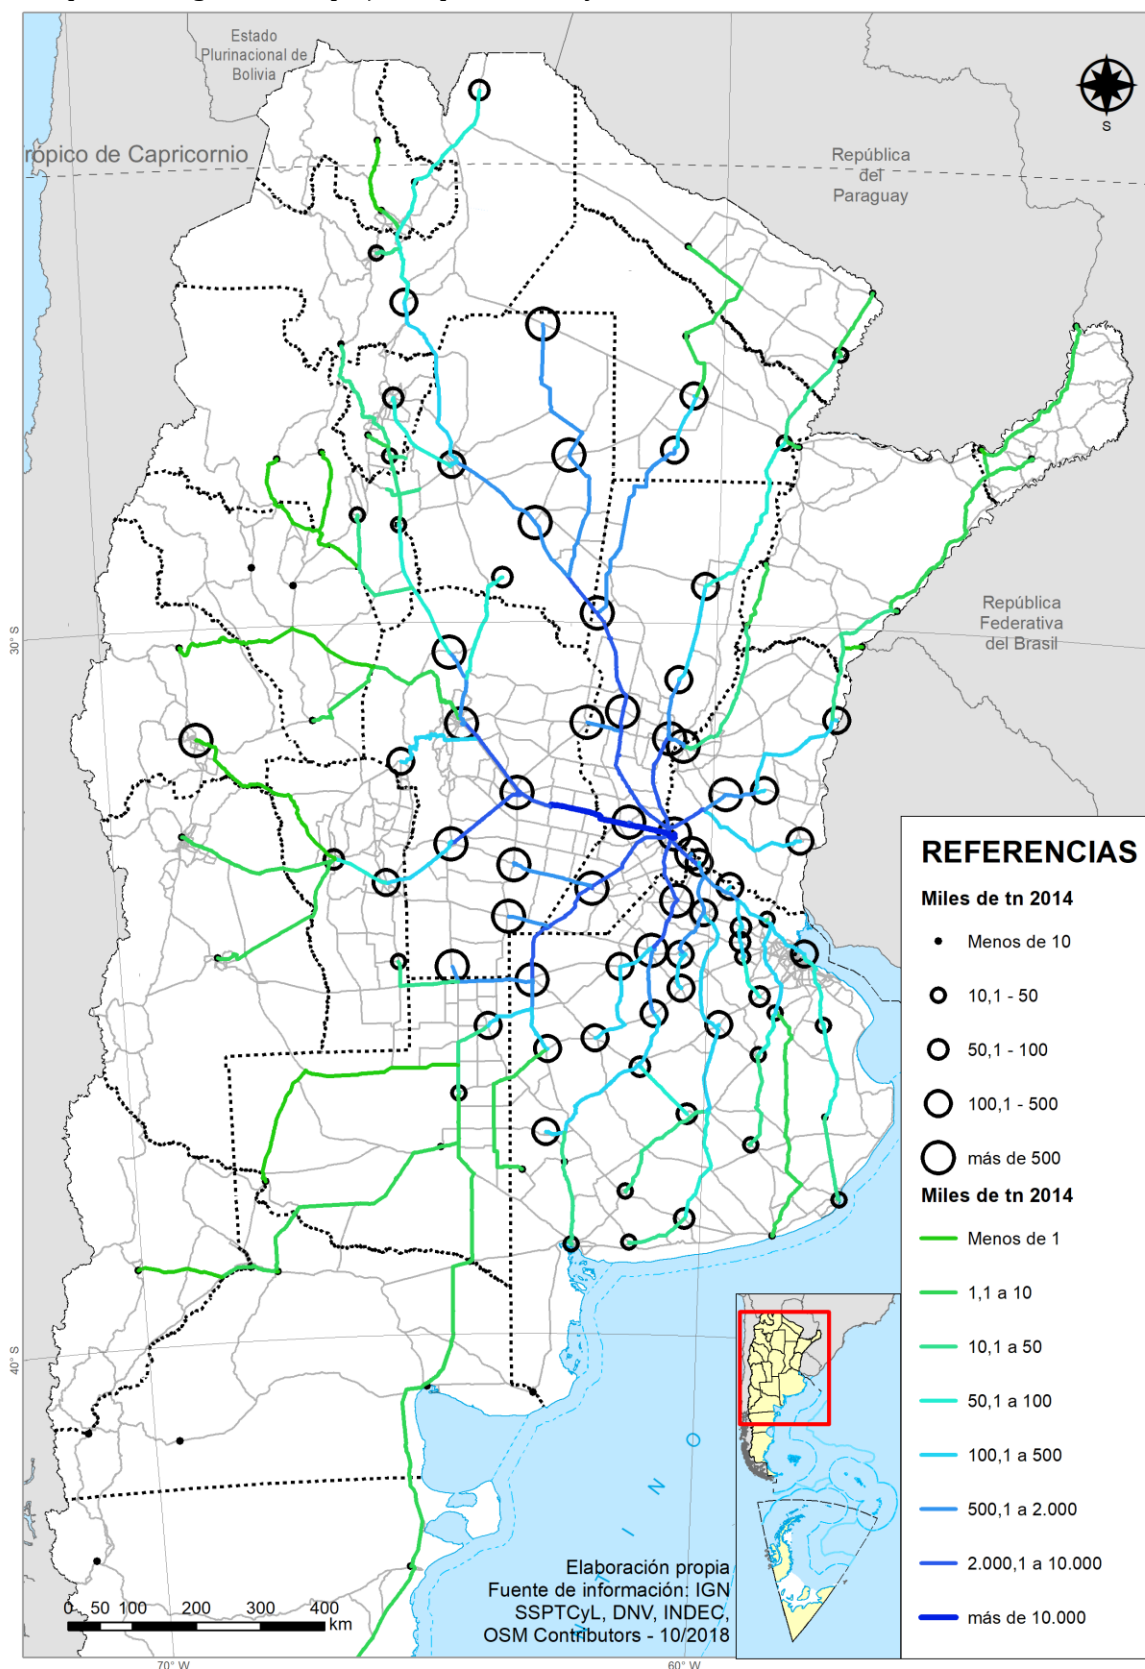 Estado
Plurinacional de
Bolivia
S
rópico de Capricornio
República
del
Paraguay
30° S
República
Federativa
del Brasil
REFERENCIAS
Miles de tn 2014
Menos de 10
10,1 - 50
50,1 - 100
100,1 - 500
más de 500
Miles de tn 2014
Menos de 1
1,1 a 10
10,1 a 50
50,1 a 100
100,1 a 500
500,1 a 2.000
2.000,1 a 10.000
más de 10.000
40° S
N O
Elaboración propia
Fuente de información: IGN
SSPTCyL, DNV, INDEC,
OSM Contributors - 10/2018
0 50 100 200 300 400
km
70° W
60° W